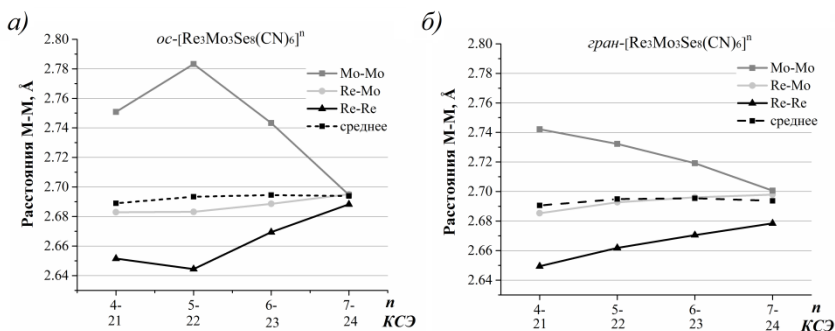 а)
ос-[Re₃Mo₃Se₈(CN)₆]ⁿ
Расстояния М-М, Å
2.80
2.78
2.76
2.74
2.72
2.70
2.68
2.66
2.64
Mo-Mo
Re-Mo
Re-Re
среднее
4- 5- 6- 7- n
21 22 23 24 КСЭ
б)
гран-[Re₃Mo₃Se₈(CN)₆]ⁿ
Расстояния М-М, Å
2.80
2.78
2.76
2.74
2.72
2.70
2.68
2.66
2.64
Mo-Mo
Re-Mo
Re-Re
среднее
4- 5- 6- 7- n
21 22 23 24 КСЭ